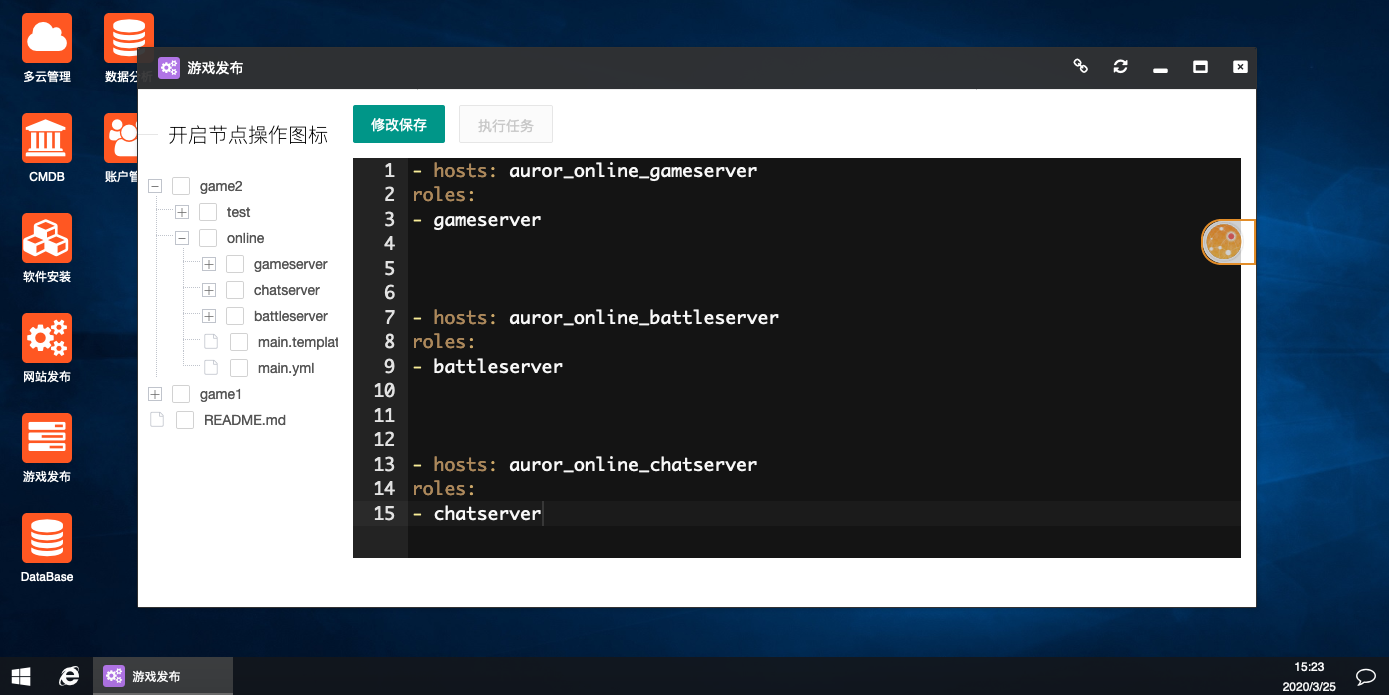 多云管理
数据分析
CMDB
账户管
软件安装
网站发布
游戏发布
DataBase
游戏发布
开启节点操作图标
修改保存
执行任务
game2
test
online
gameserver
chatserver
battleserver
main.templat
main.yml
game1
README.md
1 - hosts: auror_online_gameserver
2 roles:
3 - gameserver
4
5
6
7 - hosts: auror_online_battleserver
8 roles:
9 - battleserver
10
11
12
13 - hosts: auror_online_chatserver
14 roles:
15 - chatserver
游戏发布
15:23
2020/3/25